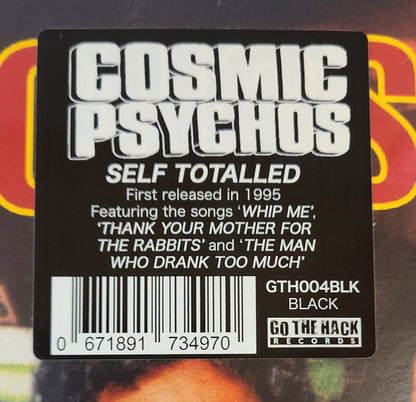 COSMIC
PSYCHOS
SELF TOTALLED
First released in 1995
Featuring the songs ‘WHIP ME’,
‘THANK YOUR MOTHER FOR
THE RABBITS’ and ‘THE MAN
WHO DRANK TOO MUCH’
GTH004BLK
BLACK
GO THE HACK
RECORDS
0 671891 734970